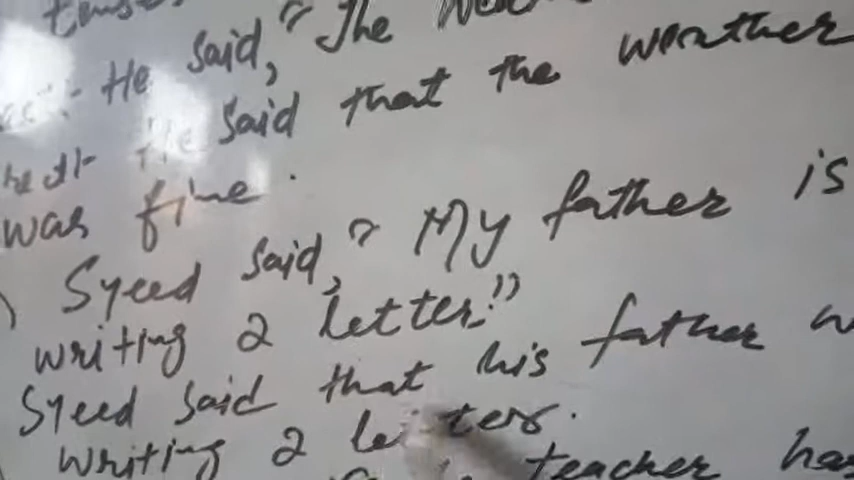 He said, "The
He said that the weather
was fine.
Syeed said, " My father is
writing a letter."
Syeed said that his father
writing a letter.
teacher has